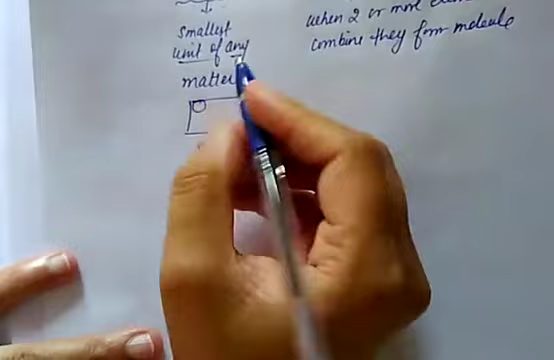 Smallest
unit of any
matter
when 2 or more
combine they form molecule